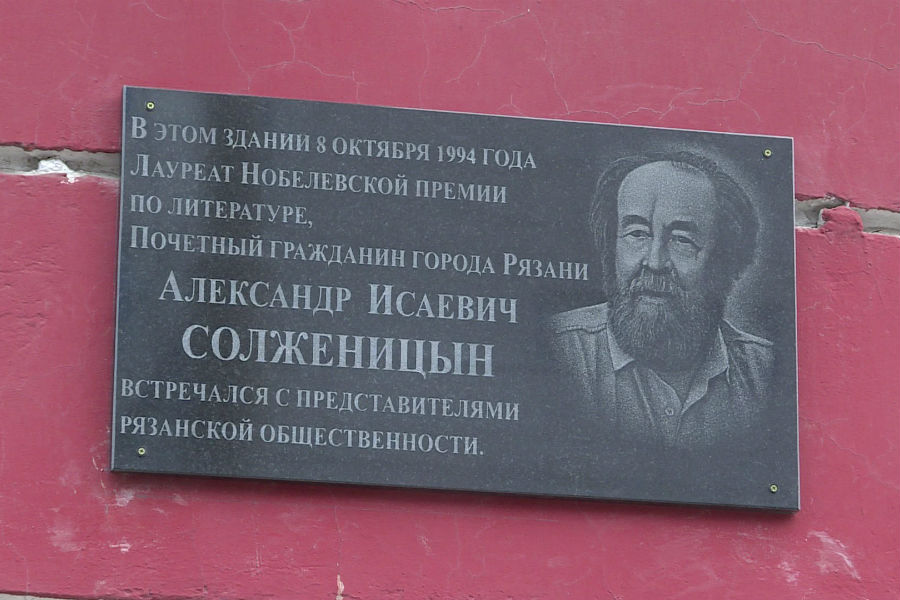 В ЭТОМ ЗДАНИИ 8 ОКТЯБРЯ 1994 ГОДА
ЛАУРЕАТ НОБЕЛЕВСКОЙ ПРЕМИИ
ПО ЛИТЕРАТУРЕ,
ПОЧЕТНЫЙ ГРАЖДАНИН ГОРОДА РЯЗАНИ
АЛЕКСАНДР ИСАЕВИЧ
СОЛЖЕНИЦЫН
ВСТРЕЧАЛСЯ С ПРЕДСТАВИТЕЛЯМИ
РЯЗАНСКОЙ ОБЩЕСТВЕННОСТИ.